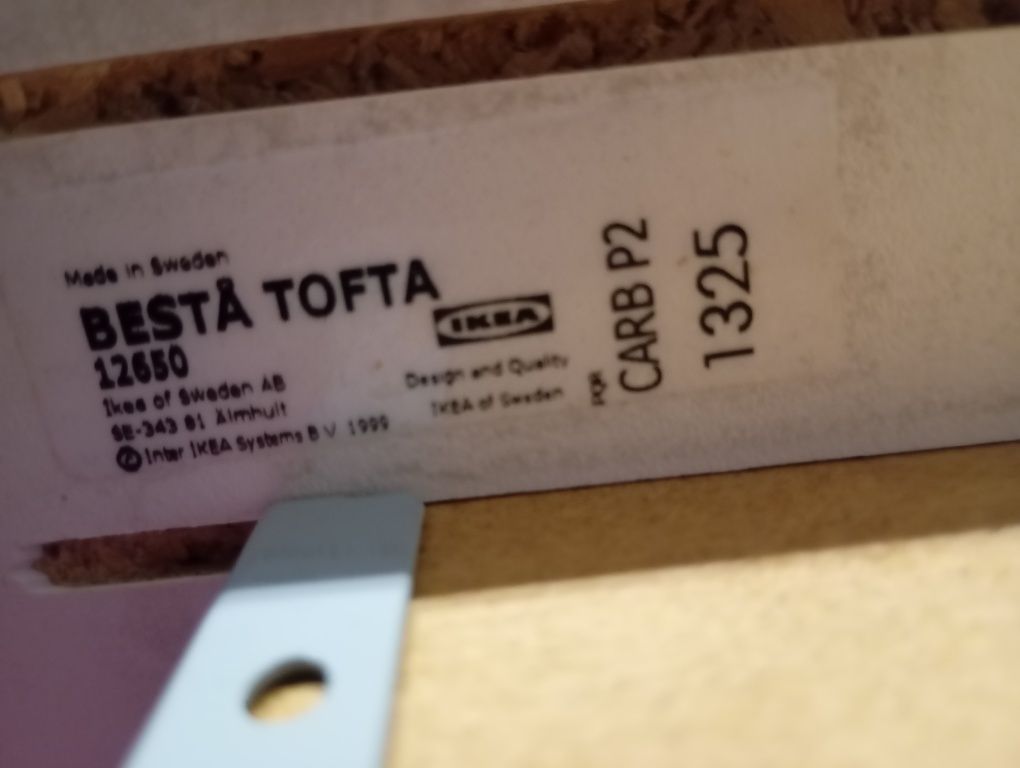 Made in Sweden
BESTÅ TOFTA
12650
Ikea of Sweden AB
SE-343 81 Älmhult
© Inter IKEA Systems B V 1999
IKEA
Design and Quality
IKEA of Sweden
CARB P2
1325